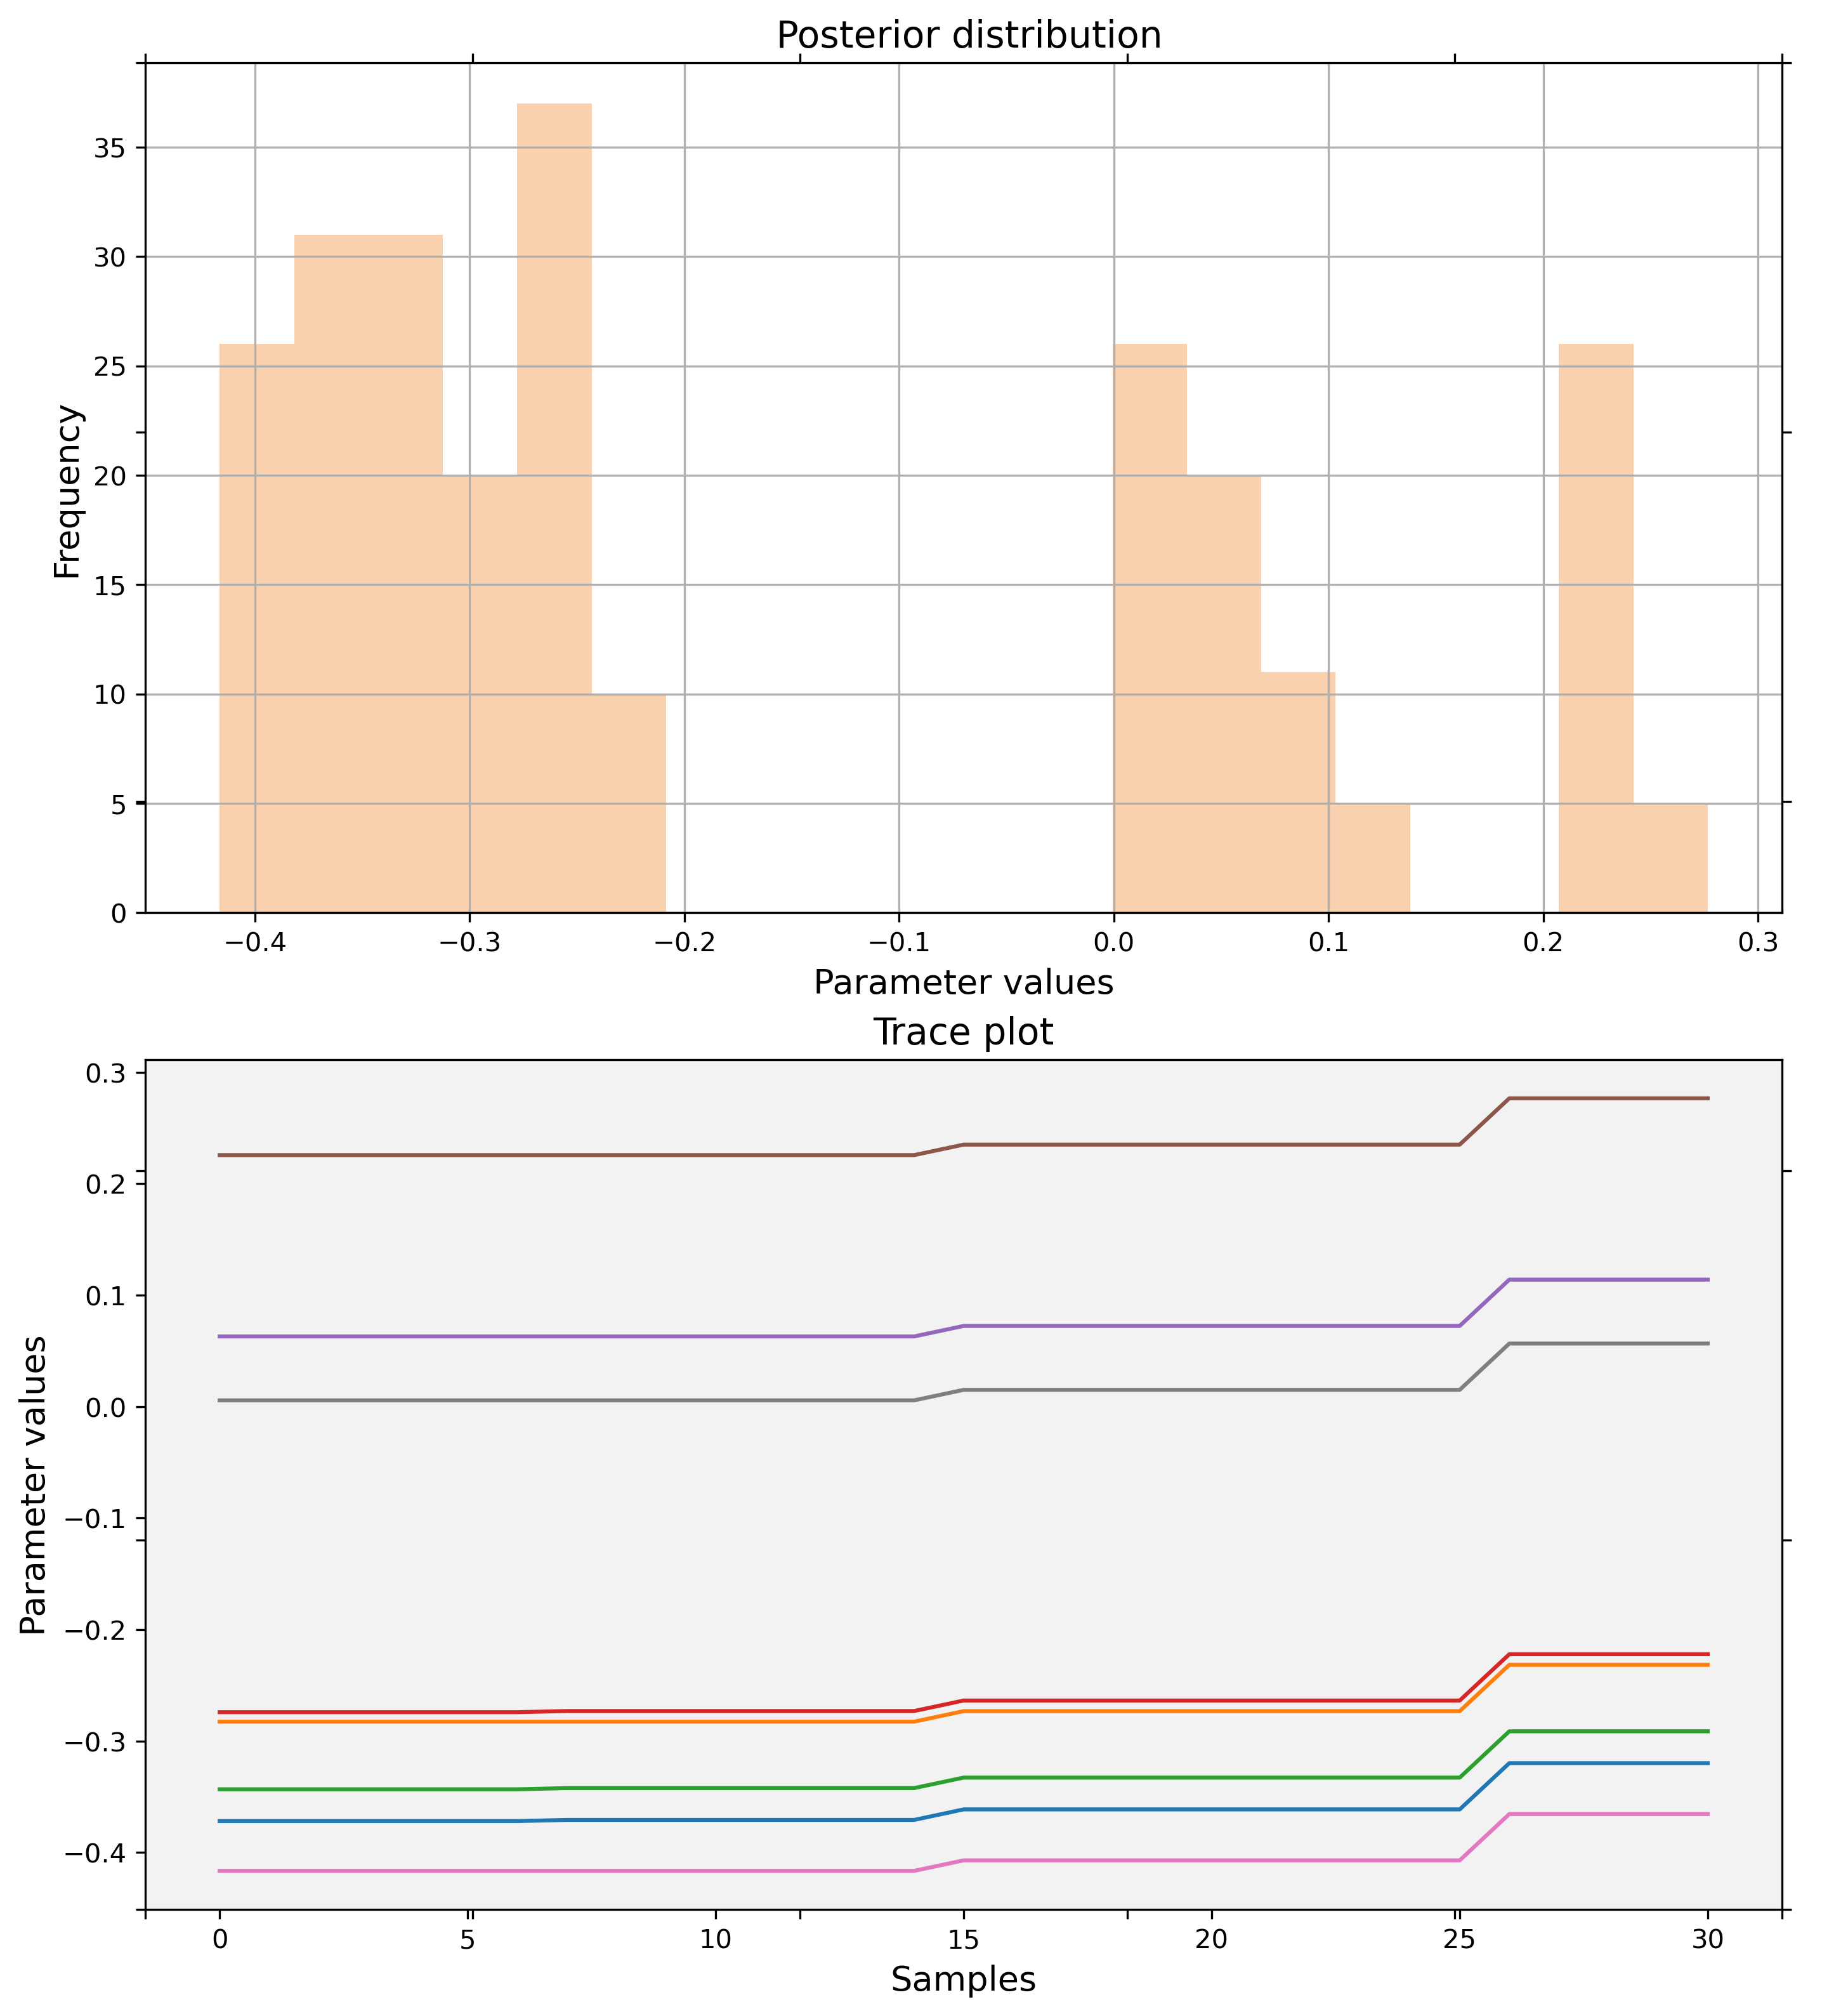 Posterior distribution
35
30
25
20
15
10
5
0
Frequency
−0.4 −0.3 −0.2 −0.1 0.0 0.1 0.2 0.3
Parameter values
Trace plot
0.3
0.2
0.1
0.0
−0.1
−0.2
−0.3
−0.4
Parameter values
0 5 10 15 20 25 30
Samples